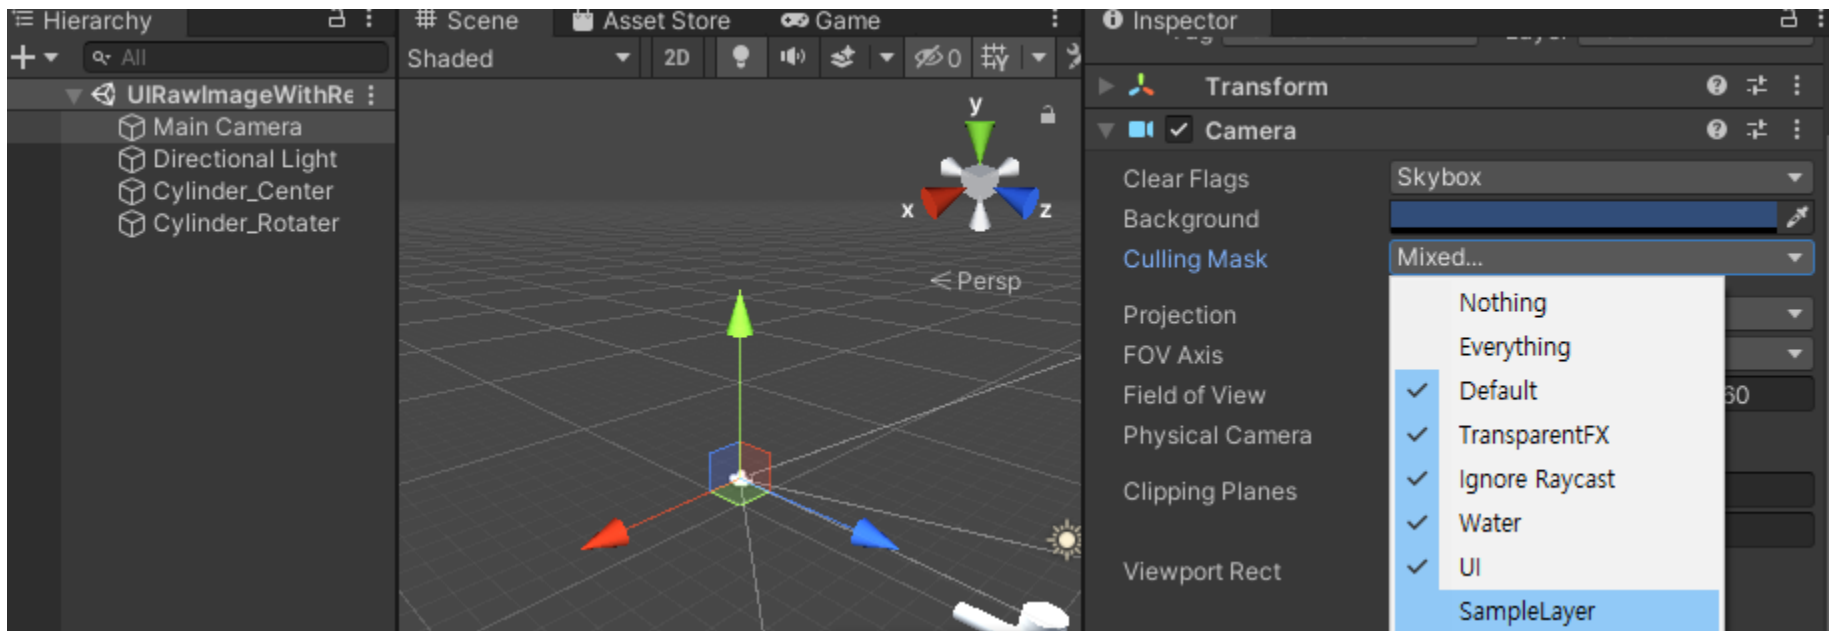 Hierarchy
All
UIRawImageWithRe
Main Camera
Directional Light
Cylinder_Center
Cylinder_Rotater
Scene
Asset Store
Game
Shaded
2D
0
y
x
z
Persp
Inspector
Transform
Camera
Clear Flags
Skybox
Background
Culling Mask
Mixed...
Nothing
Everything
Projection
FOV Axis
Default
Field of View
60
Physical Camera
TransparentFX
Clipping Planes
Ignore Raycast
Water
Viewport Rect
UI
SampleLayer